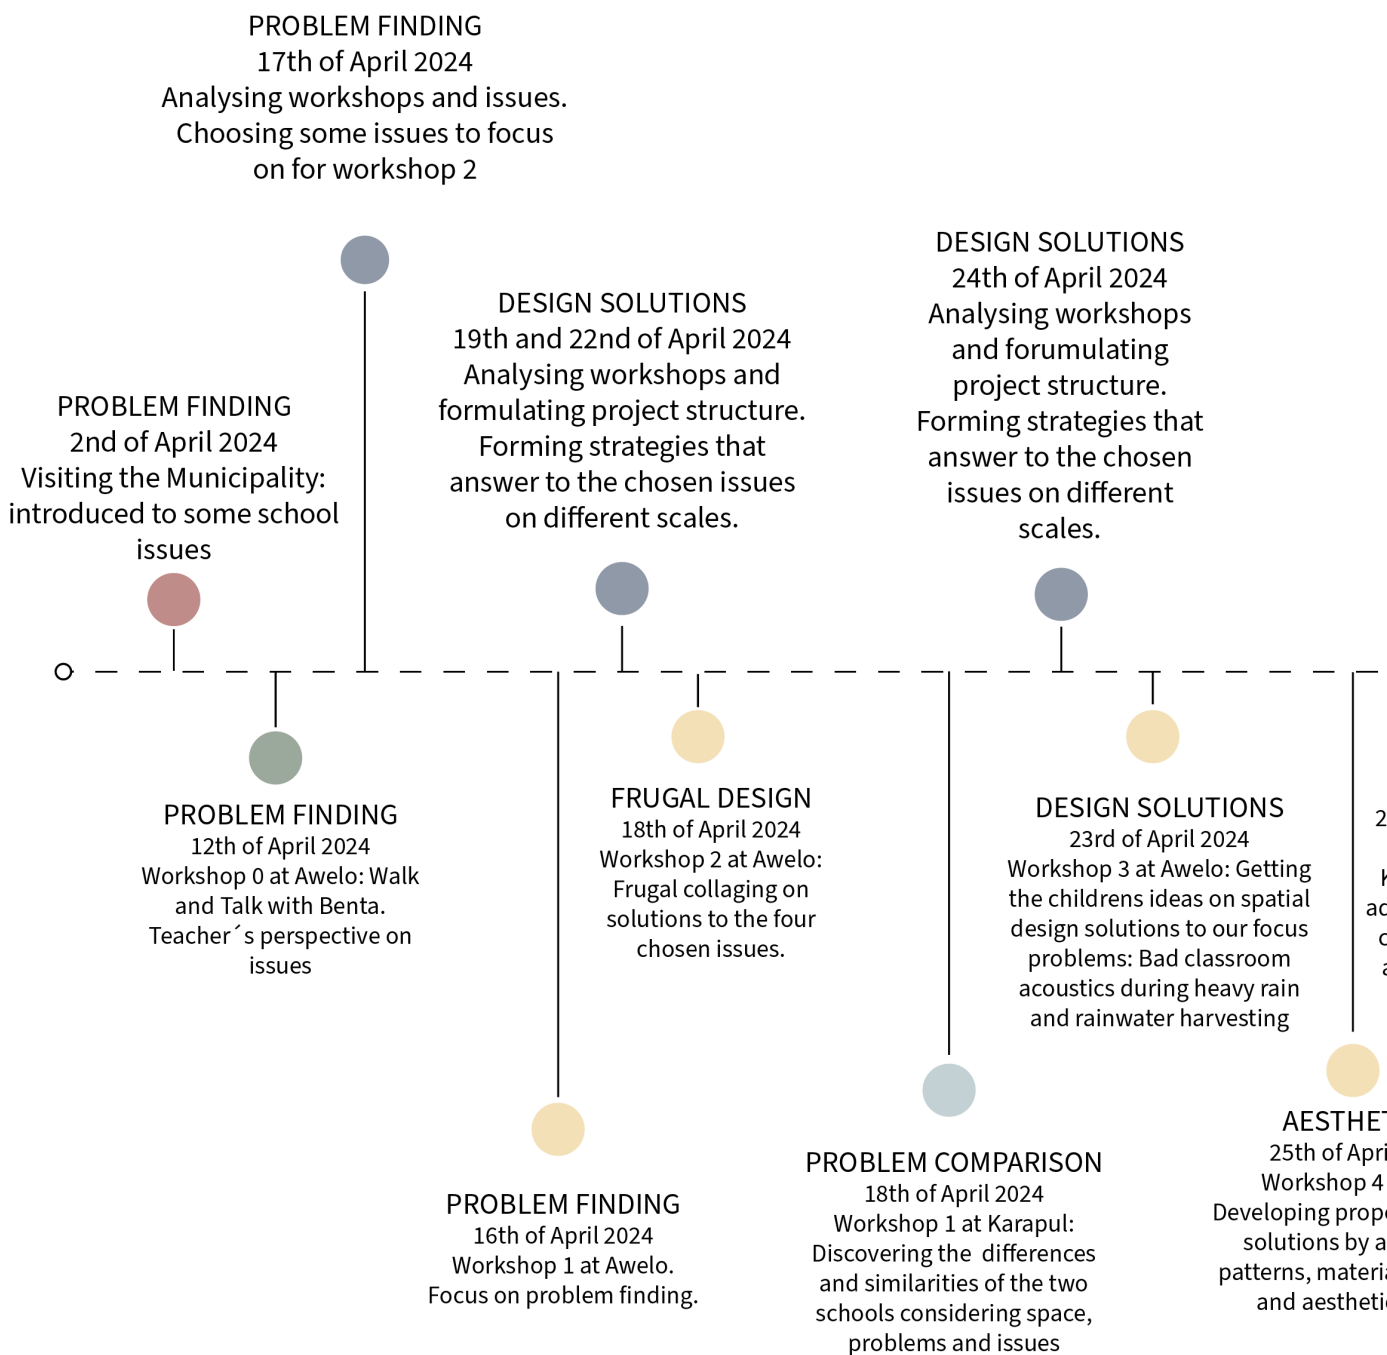 PROBLEM FINDING
17th of April 2024
Analysing workshops and issues.
Choosing some issues to focus
on for workshop 2
PROBLEM FINDING
2nd of April 2024
Visiting the Municipality:
introduced to some school
issues
DESIGN SOLUTIONS
19th and 22nd of April 2024
Analysing workshops and
formulating project structure.
Forming strategies that
answer to the chosen issues
on different scales.
DESIGN SOLUTIONS
24th of April 2024
Analysing workshops
and forumulating
project structure.
Forming strategies that
answer to the chosen
issues on different
scales.
PROBLEM FINDING
12th of April 2024
Workshop 0 at Awelo: Walk
and Talk with Benta.
Teacher´s perspective on
issues
PROBLEM FINDING
16th of April 2024
Workshop 1 at Awelo.
Focus on problem finding.
FRUGAL DESIGN
18th of April 2024
Workshop 2 at Awelo:
Frugal collaging on
solutions to the four
chosen issues.
PROBLEM COMPARISON
18th of April 2024
Workshop 1 at Karapul:
Discovering the  differences
and similarities of the two
schools considering space,
problems and issues
DESIGN SOLUTIONS
23rd of April 2024
Workshop 3 at Awelo: Getting
the childrens ideas on spatial
design solutions to our focus
problems: Bad classroom
acoustics during heavy rain
and rainwater harvesting
25th of
Workshop 4
Developing
solutions by
patterns,
and